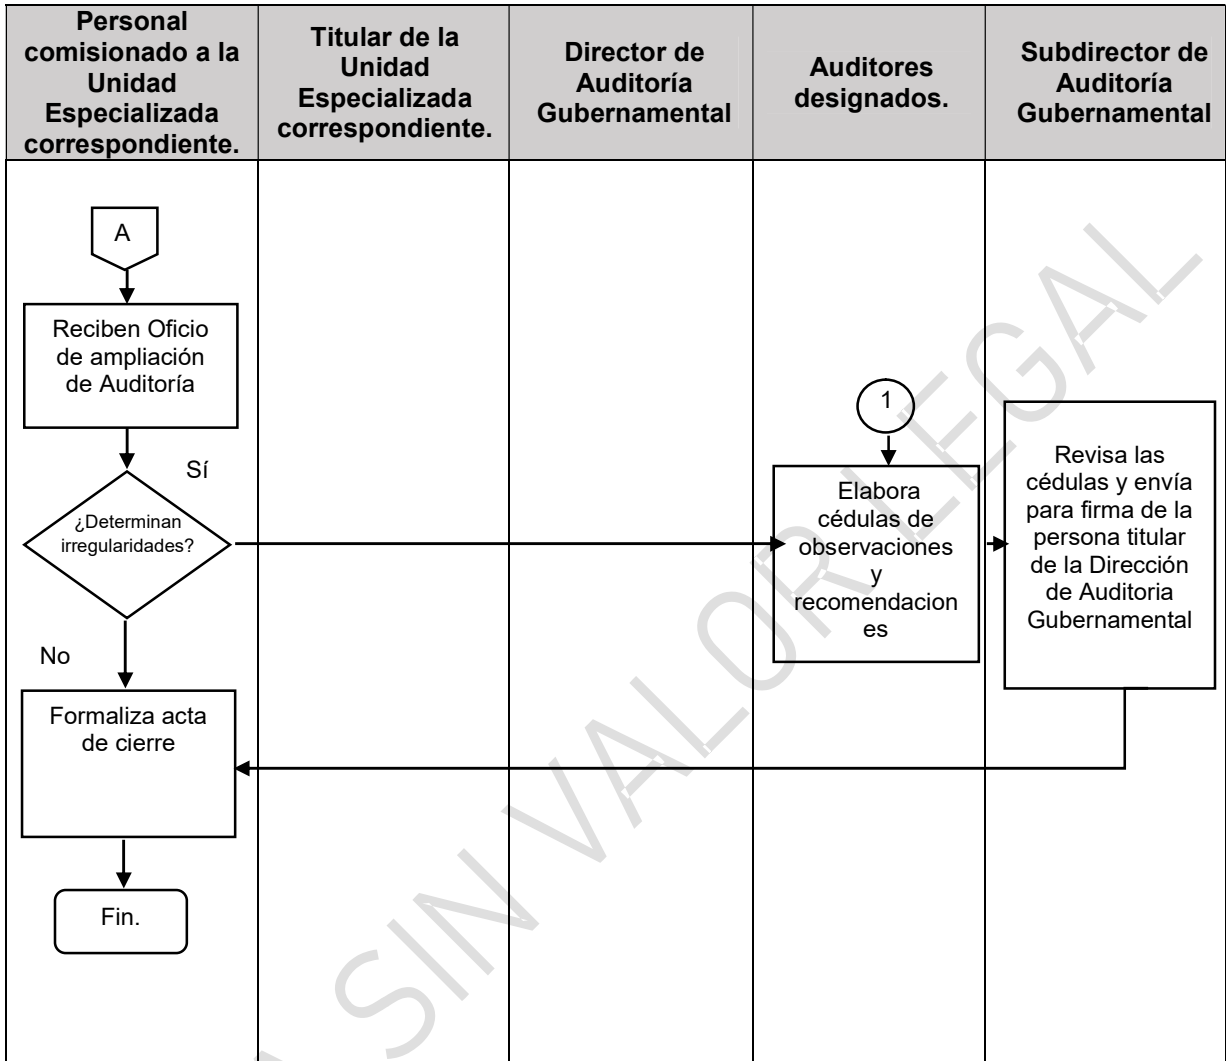 Personal
comisionado a la
Unidad
Especializada
correspondiente.
Titular de la
Unidad
Especializada
correspondiente.
Director de
Auditoría
Gubernamental
Auditores
designados.
Subdirector de
Auditoría
Gubernamental
A
Reciben Oficio
de ampliación
de Auditoría
Sí
¿Determinan
irregularidades?
No
Formaliza acta
de cierre
Fin.
1
Elabora
cédulas de
observaciones
y
recomendacion
es
Revisa las
cédulas y envía
para firma de la
persona titular
de la Dirección
de Auditoria
Gubernamental
A SIN VALOR LEGAL